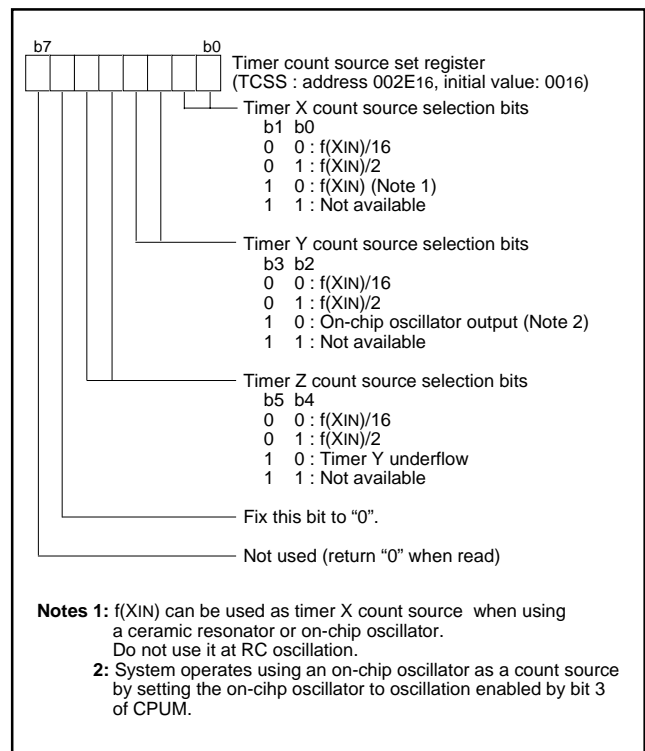 b7 b0
Timer count source set register
(TCSS : address 002E16, initial value: 0016)
Timer X count source selection bits
b1 b0
0 0 : f(XIN)/16
0 1 : f(XIN)/2
1 0 : f(XIN) (Note 1)
1 1 : Not available
Timer Y count source selection bits
b3 b2
0 0 : f(XIN)/16
0 1 : f(XIN)/2
1 0 : On-chip oscillator output (Note 2)
1 1 : Not available
Timer Z count source selection bits
b5 b4
0 0 : f(XIN)/16
0 1 : f(XIN)/2
1 0 : Timer Y underflow
1 1 : Not available
Fix this bit to “0”.
Not used (return “0” when read)
Notes 1: f(XIN) can be used as timer X count source when using
a ceramic resonator or on-chip oscillator.
Do not use it at RC oscillation.
2: System operates using an on-chip oscillator as a count source
by setting the on-cihp oscillator to oscillation enabled by bit 3
of CPUM.